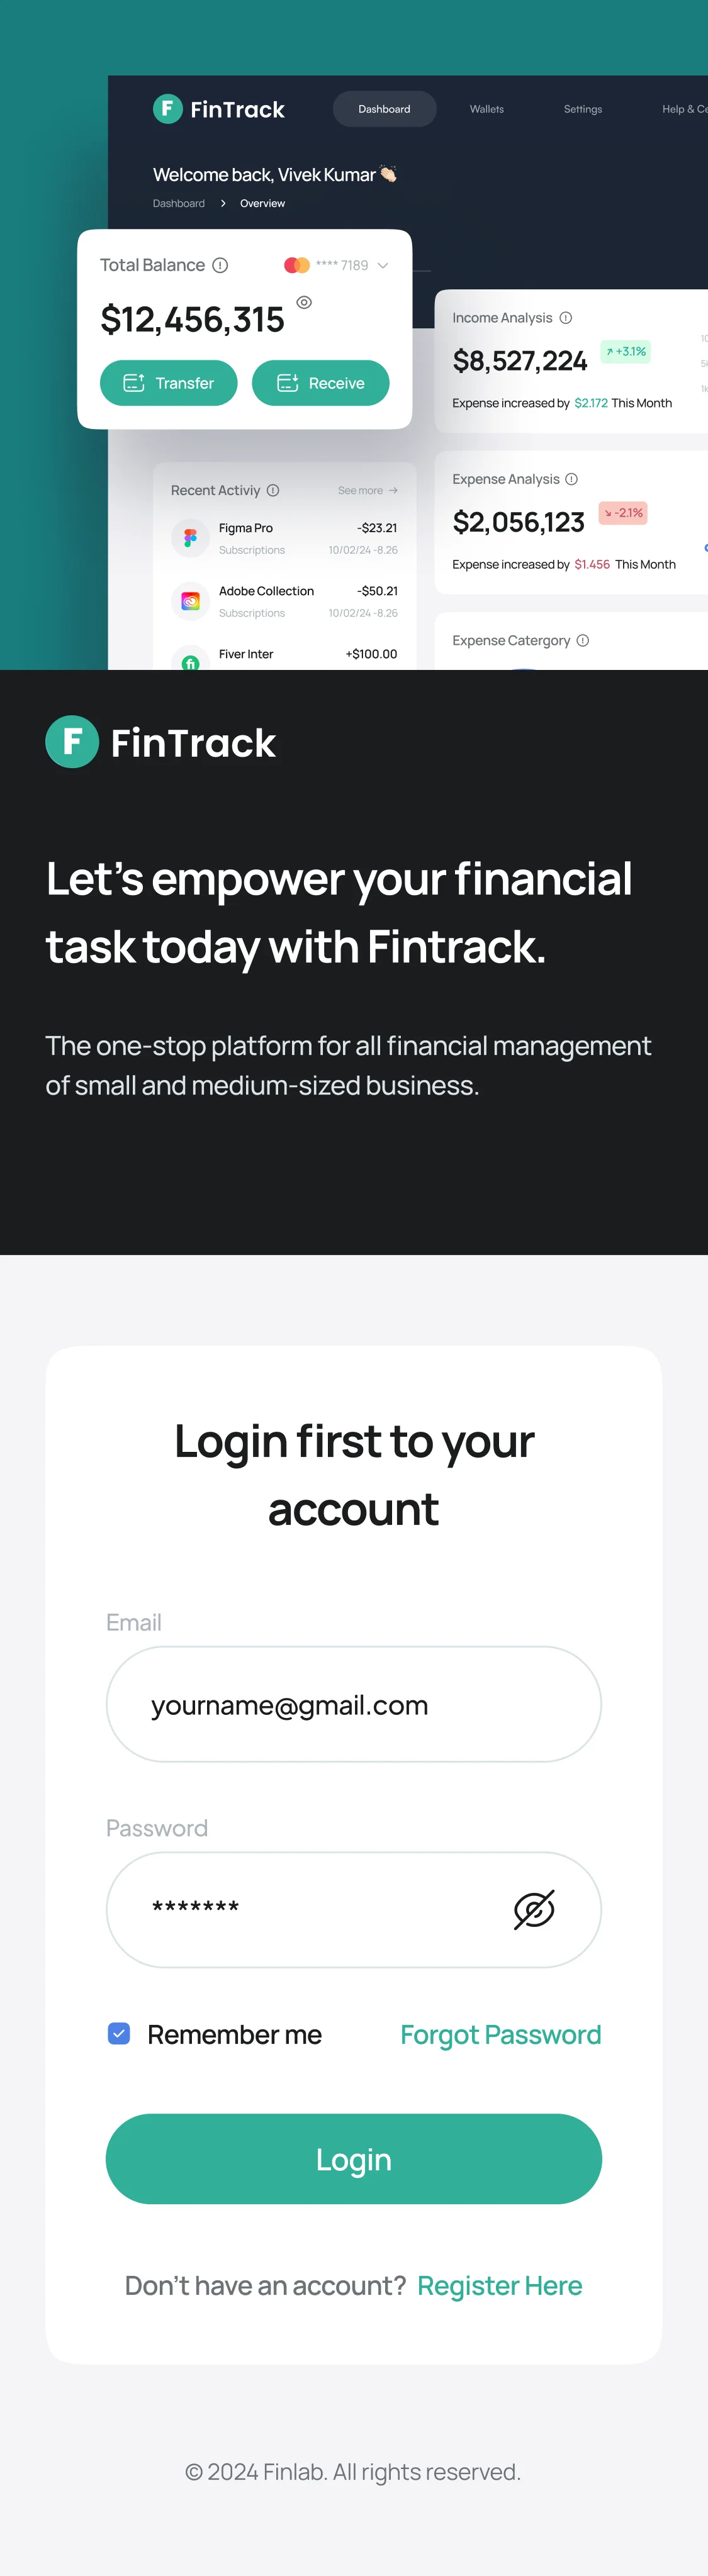 FinTrack
Dashboard
Wallets
Settings
Help & Ce
Welcome back, Vivek Kumar 👏🏻
Dashboard > Overview
Total Balance
**** 7189
$12,456,315
Transfer
Receive
Income Analysis
$8,527,224
+3.1%
Expense increased by $2.172 This Month
10
5k
1k
Recent Activiy
See more →
Figma Pro
-$23.21
Subscriptions
10/02/24 -8.26
Adobe Collection
-$50.21
Subscriptions
10/02/24 -8.26
Fiver Inter
+$100.00
Expense Analysis
$2,056,123
-2.1%
Expense increased by $1.456 This Month
Expense Catergory
FinTrack
Let's empower your financial
task today with Fintrack.
The one-stop platform for all financial management
of small and medium-sized business.
Login first to your
account
Email
yourname@gmail.com
Password
*******
Remember me
Forgot Password
Login
Don't have an account? Register Here
© 2024 Finlab. All rights reserved.